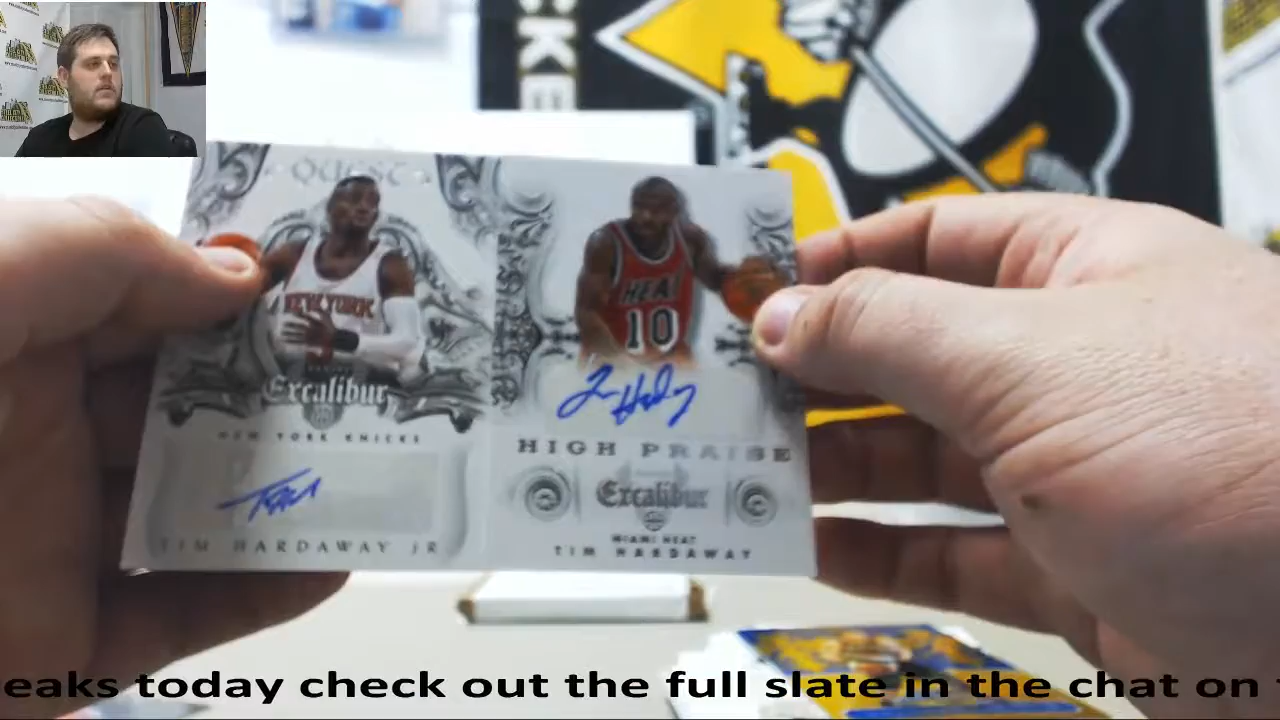 QUEST
NEW YORK
Excalibur
NEW YORK KNICKS
TIM HARDAWAY JR
HEAT
10
HIGH PRAISE
Excalibur
MIAMI HEAT
TIM HARDAWAY
eaks today check out the full slate in the chat on